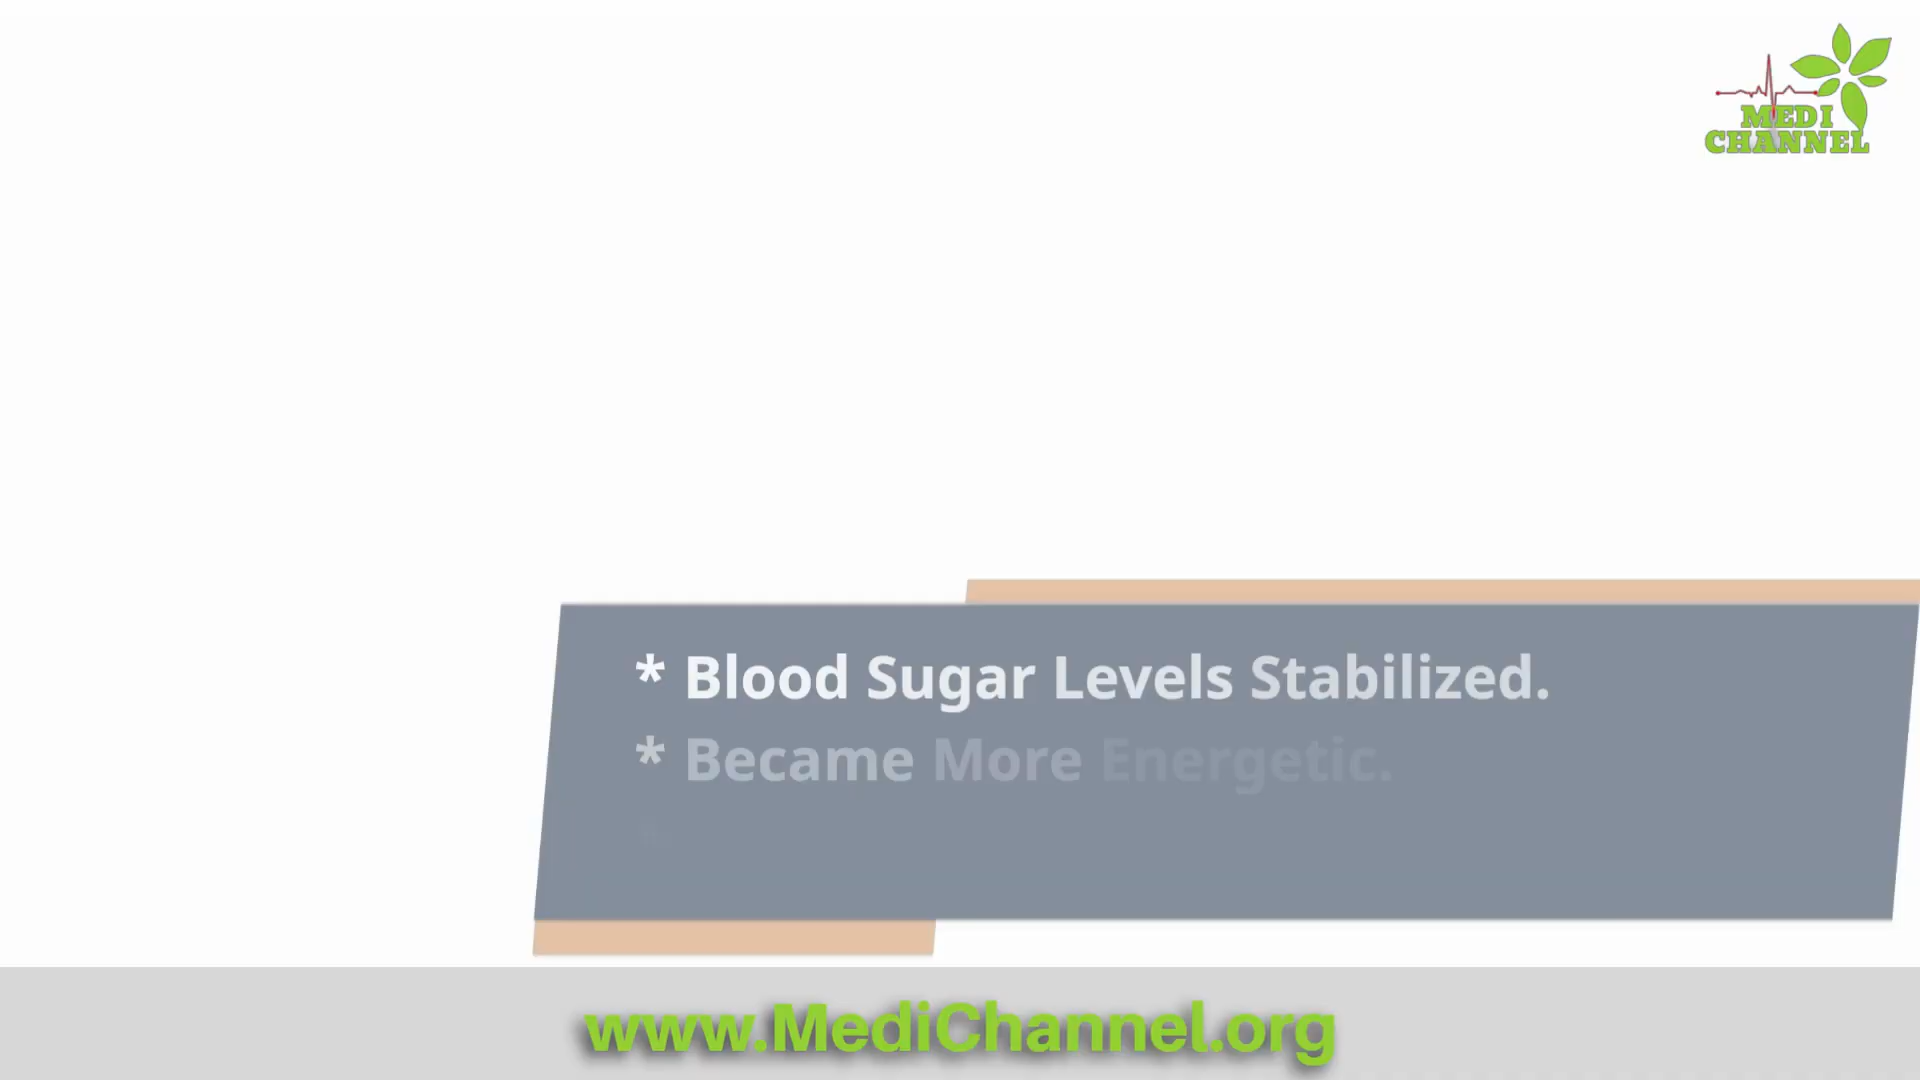 MEDI
CHANNEL
* Blood Sugar Levels Stabilized.
* Became More Energetic.
www.MediChannel.org